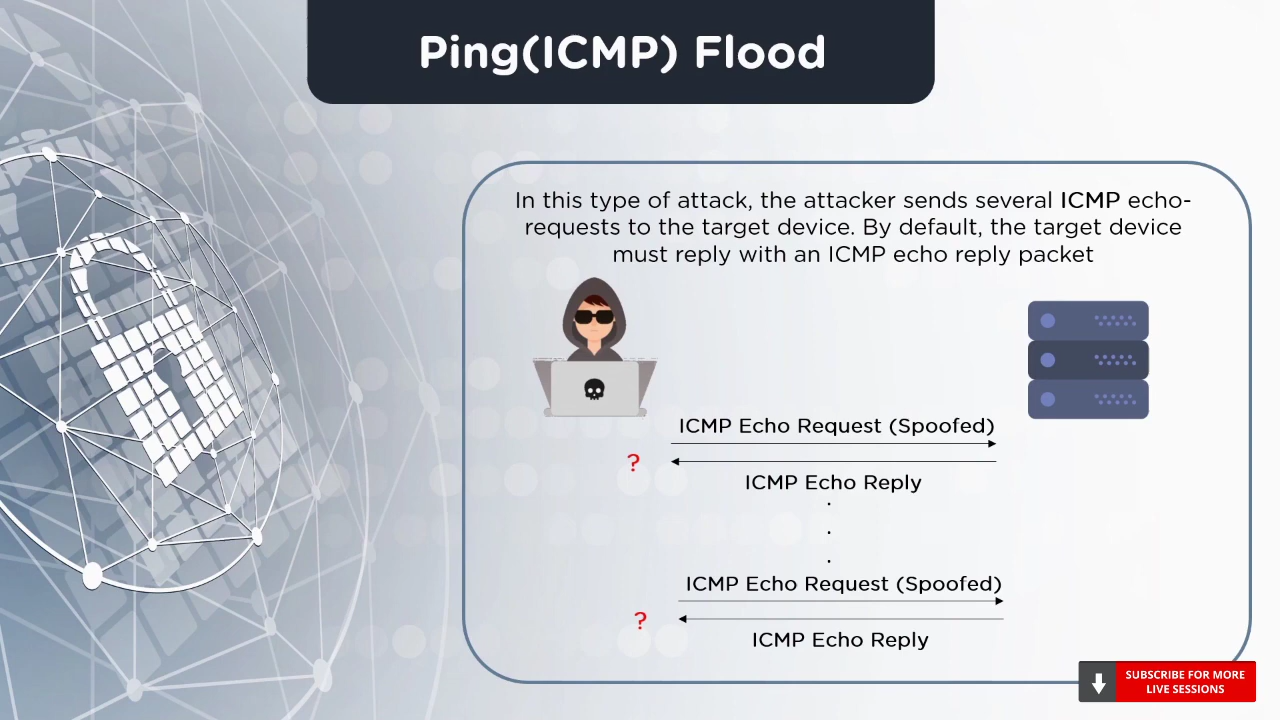 Ping(ICMP) Flood
In this type of attack, the attacker sends several ICMP echo-
requests to the target device. By default, the target device
must reply with an ICMP echo reply packet
ICMP Echo Request (Spoofed)
?
ICMP Echo Reply
.
.
.
ICMP Echo Request (Spoofed)
?
ICMP Echo Reply
SUBSCRIBE FOR MORE
LIVE SESSIONS